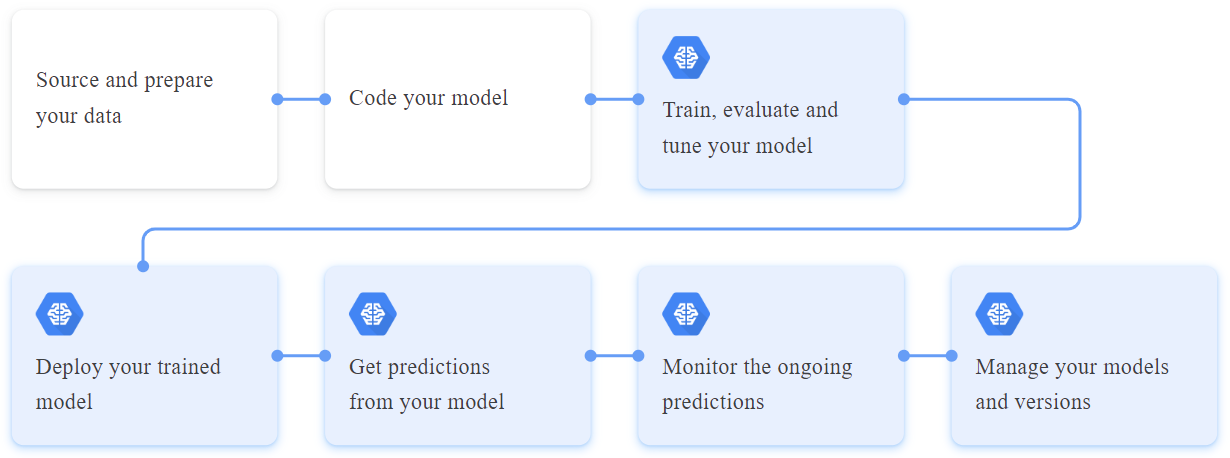 Source and prepare
your data
Code your model
Train, evaluate and
tune your model
Deploy your trained
model
Get predictions
from your model
Monitor the ongoing
predictions
Manage your models
and versions